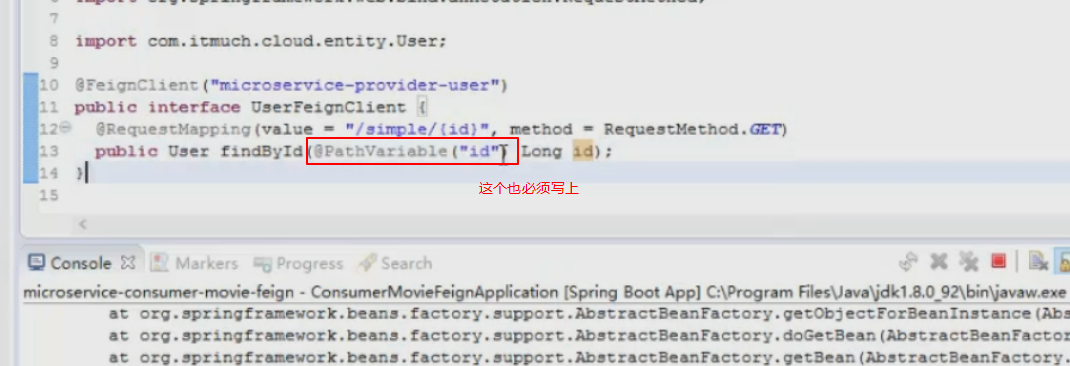 7
8 import com.itmuch.cloud.entity.User;
9
10 @FeignClient("microservice-provider-user")
11 public interface UserFeignClient {
12 @RequestMapping(value = "/simple/{id}", method = RequestMethod.GET)
13 public User findById(@PathVariable("id") Long id);
14 }
这个也必须写上
15
Console Markers Progress Search
microservice-consumer-movie-feign - ConsumerMovieFeignApplication [Spring Boot App] C:\Program Files\Java\jdk1.8.0_92\bin\javaw.exe
at org.springframework.beans.factory.support.AbstractBeanFactory.getObjectForBeanInstance(Abs
at org.springframework.beans.factory.support.AbstractBeanFactory.doGetBean(AbstractBeanFactor
at org.springframework.beans.factory.support.AbstractBeanFactory.getBean(AbstractBeanFactory.